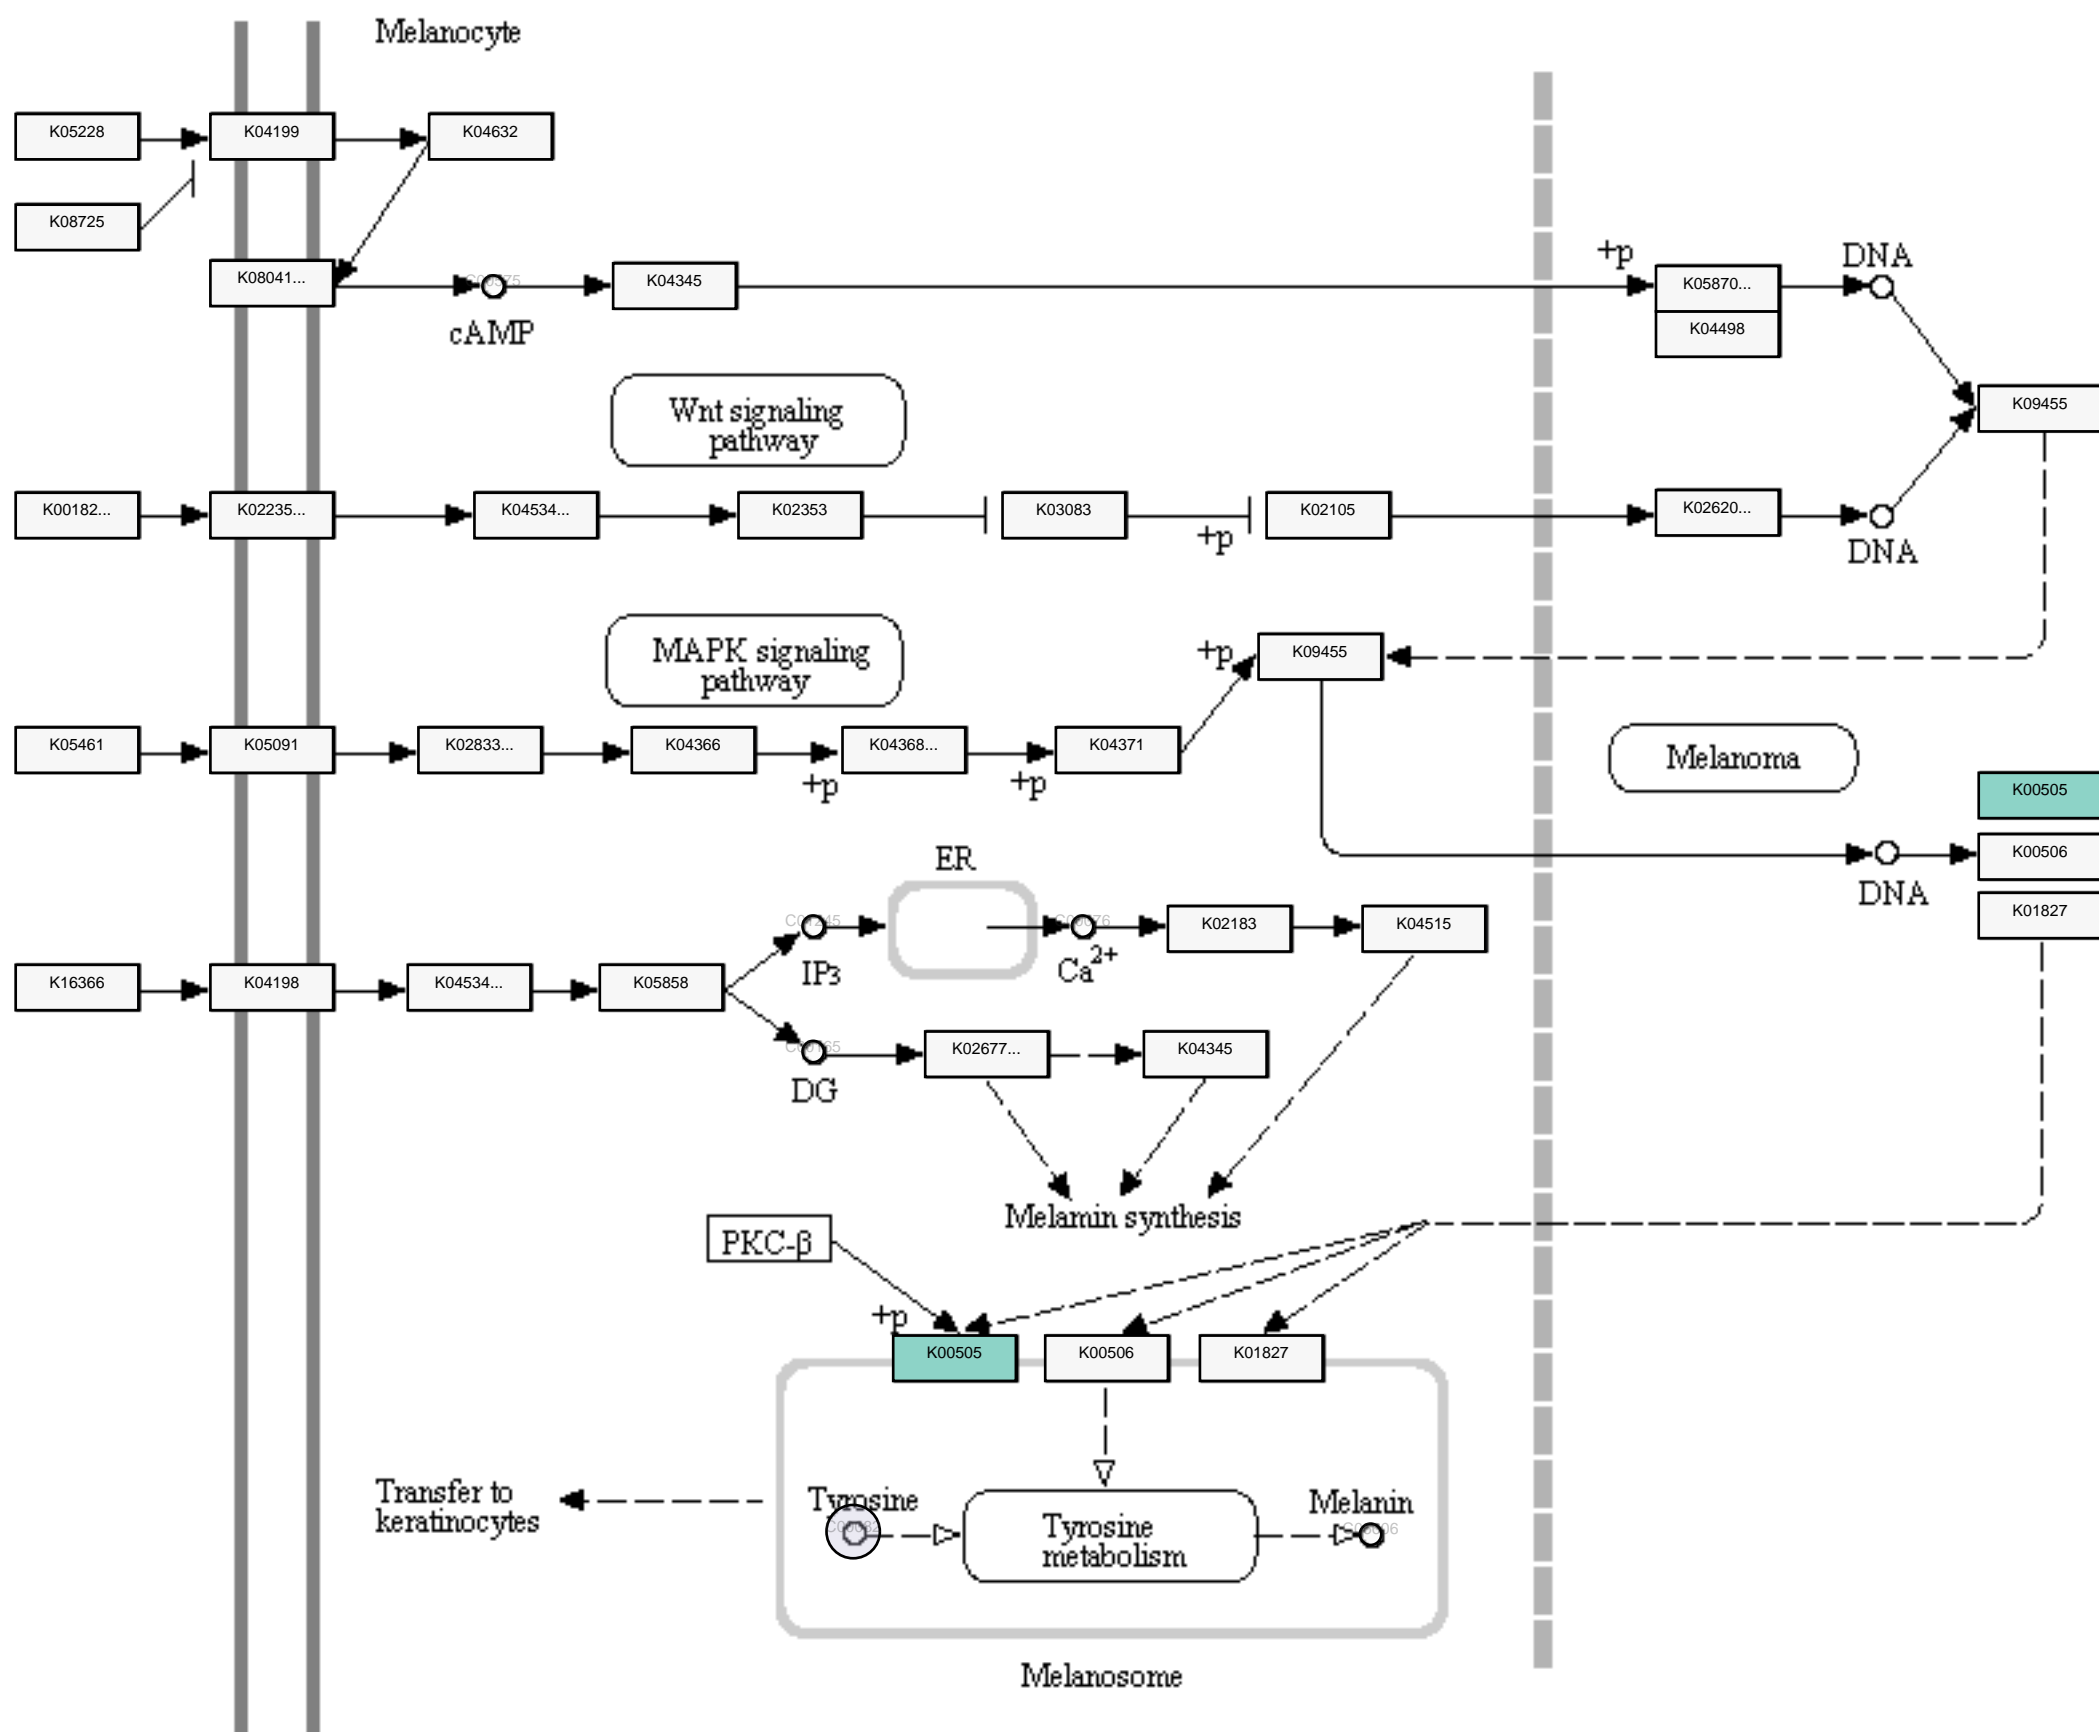 Melanocyte
K05228
K04199
K04632
K08725
K08041...
cAMP
K04345
+p
K05870...
K04498
DNA
K09455
Wnt signaling
pathway
K00182...
K02235...
K04534...
K02353
K03083
+p
K02105
K02620...
DNA
MAPK signaling
pathway
+p
K09455
K05461
K05091
K02833...
K04366
+p
K04368...
+p
K04371
Melanoma
K00505
K00506
K01827
DNA
ER
IP3
Ca2+
K02183
K04515
K16366
K04198
K04534...
K05858
DG
K02677...
K04345
Melamin synthesis
PKC-β
+p
K00505
K00506
K01827
Transfer to
keratinocytes
Tyrosine
Tyrosine
metabolism
Melanin
Melanosome